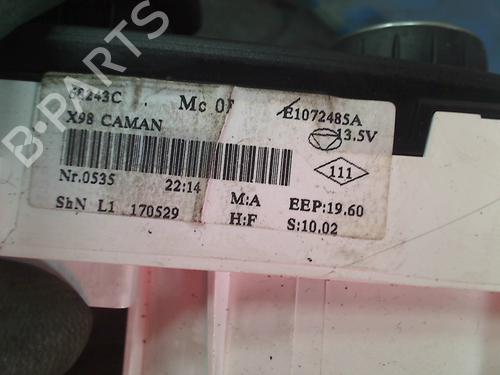 B-PARTS
Mc
E1072485A
X98 CAMAN
13.5V
111
Nr.0535 22:14
M:A EEP:19.60
ShN L1 170529
H:F S:10.02